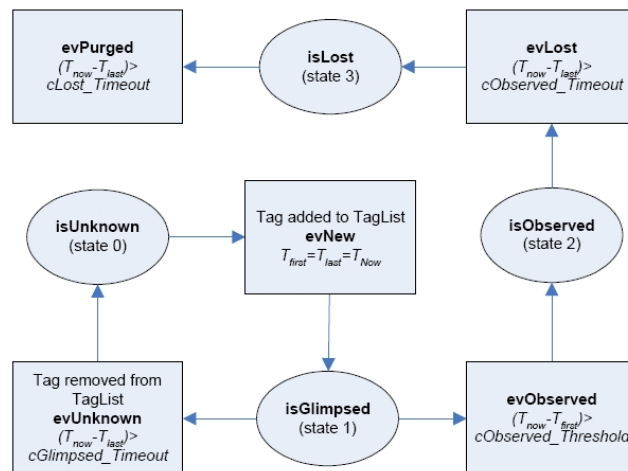 evPurged
(Tnow-Tlast)>
cLost_Timeout
isLost
(state 3)
evLost
(Tnow-Tlast)>
cObserved_Timeout
isUnknown
(state 0)
Tag added to TagList
evNew
Tfirst=Tlast=TNow
isObserved
(state 2)
Tag removed from
TagList
evUnknown
(Tnow-Tlast)>
cGlimpsed_Timeout
isGlimpsed
(state 1)
evObserved
(Tnow-Tfirst)>
cObserved_Threshold